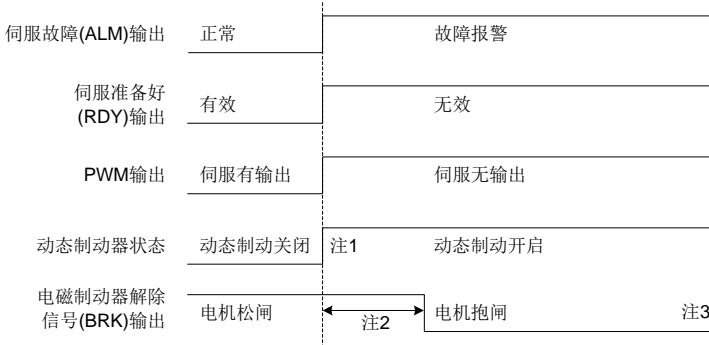 伺服故障(ALM)输出 正常 故障报警
伺服准备好
(RDY)输出 有效 无效
PWM输出 伺服有输出 伺服无输出
动态制动器状态 动态制动关闭 注1 动态制动开启
电磁制动器解除
信号(BRK)输出 电机松闸 注2 电机抱闸 注3